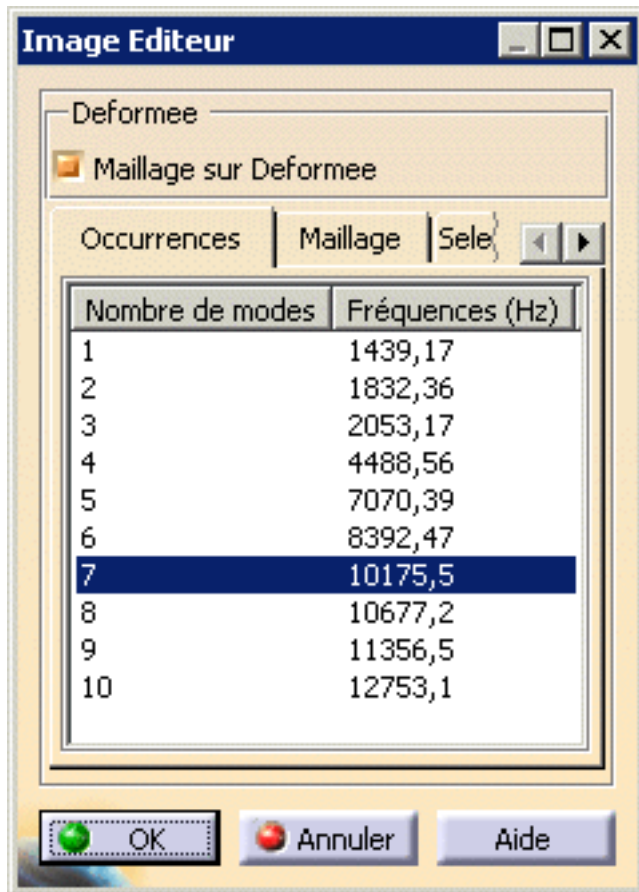 Image Editeur
Deformee
Maillage sur Deformee
Occurrences Maillage Sele
Nombre de modes Fréquences (Hz)
1 1439,17
2 1832,36
3 2053,17
4 4488,56
5 7070,39
6 8392,47
7 10175,5
8 10677,2
9 11356,5
10 12753,1
OK Annuler Aide